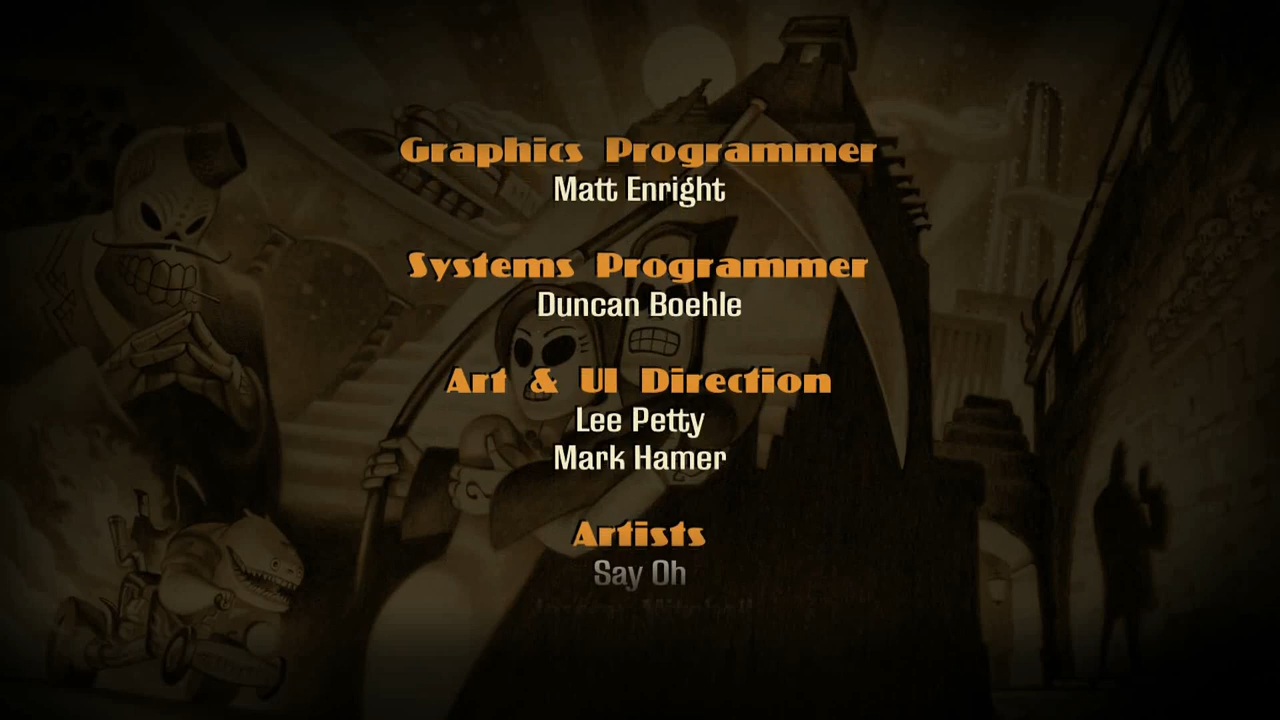 Graphics Programmer
Matt Enright
Systems Programmer
Duncan Boehle
Art & UI Direction
Lee Petty
Mark Hamer
Artists
Say Oh